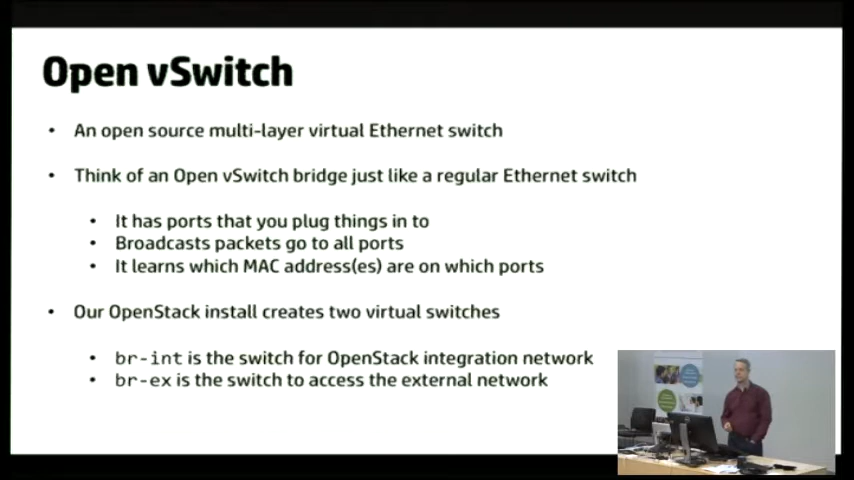 Open vSwitch
• An open source multi-layer virtual Ethernet switch
• Think of an Open vSwitch bridge just like a regular Ethernet switch
• It has ports that you plug things in to
• Broadcasts packets go to all ports
• It learns which MAC address(es) are on which ports
• Our OpenStack install creates two virtual switches
• br-int is the switch for OpenStack integration network
• br-ex is the switch to access the external network